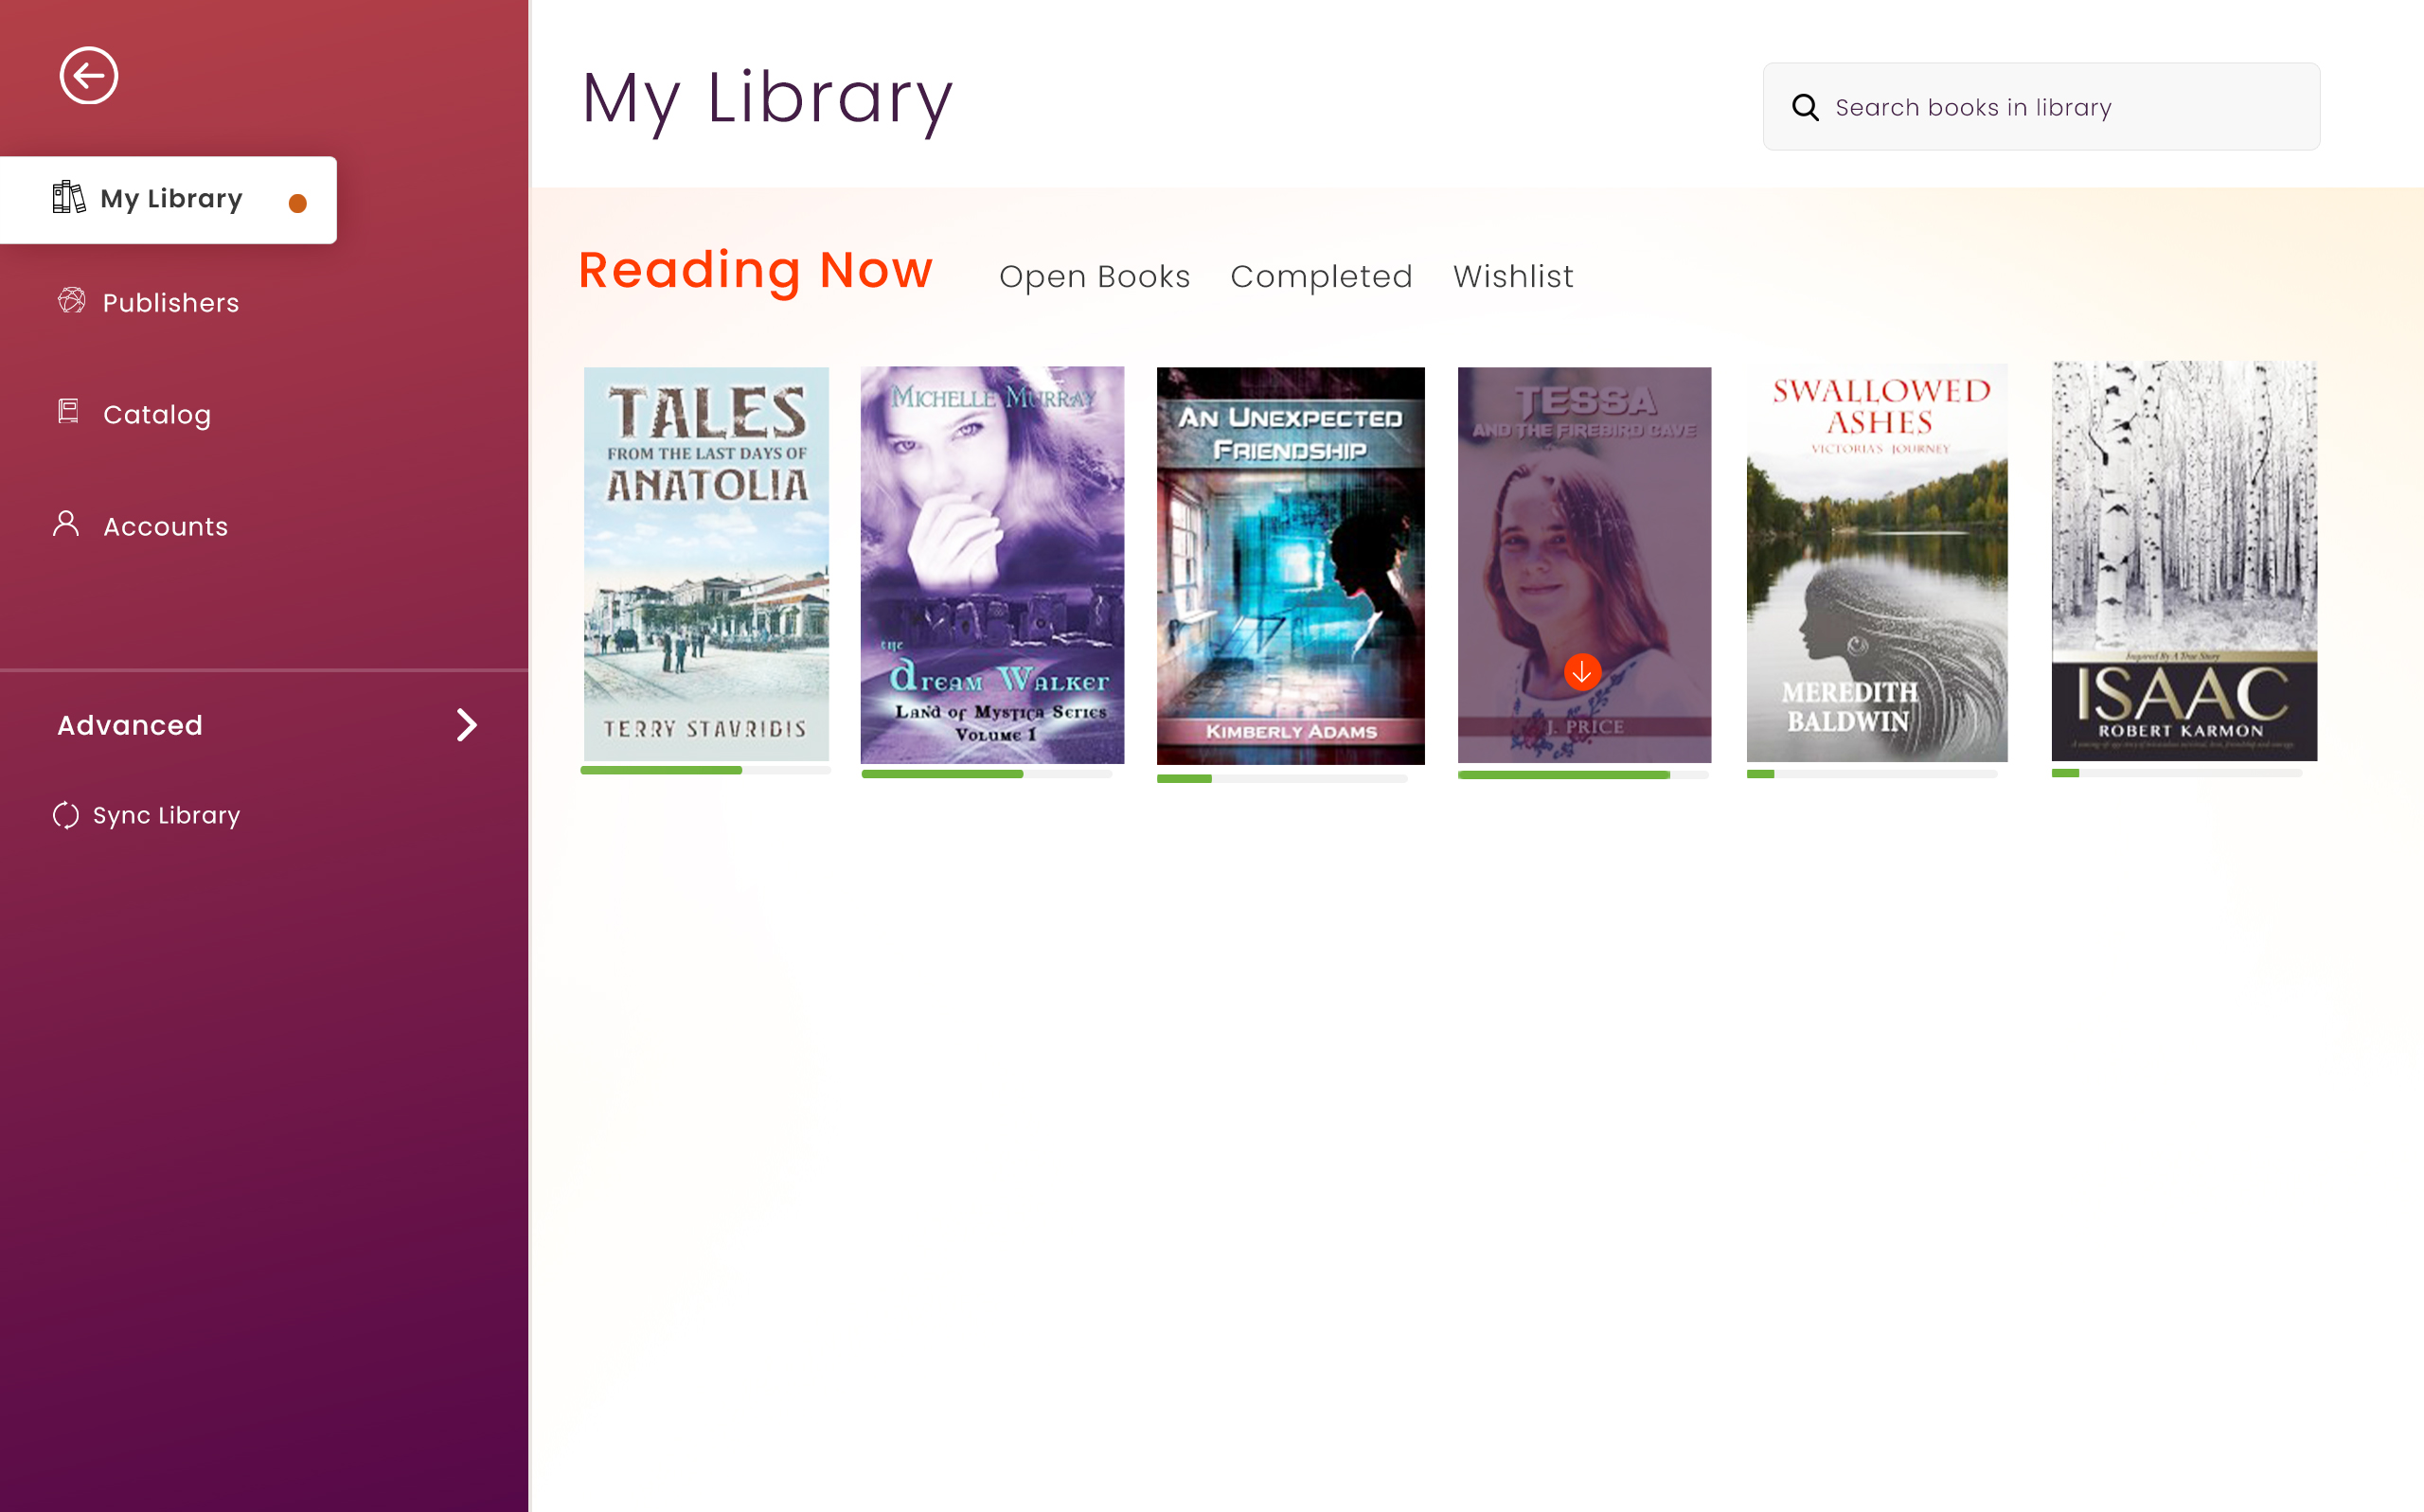 My Library
Search books in library
My Library
Publishers
Catalog
Accounts
Advanced
Sync Library
Reading Now
Open Books
Completed
Wishlist
TALES
FROM THE LAST DAYS OF
ANATOLIA
TERRY STAVRIDIS
MICHELLE MURRAY
the
Dream Walker
Land of Mystica Series
Volume 1
AN UNEXPECTED
FRIENDSHIP
KIMBERLY ADAMS
TESSA
AND THE FIREBIRD CAVE
J. PRICE
SWALLOWED
ASHES
VICTORIA'S JOURNEY
MEREDITH
BALDWIN
Inspired By A True Story
ISAAC
ROBERT KARMON